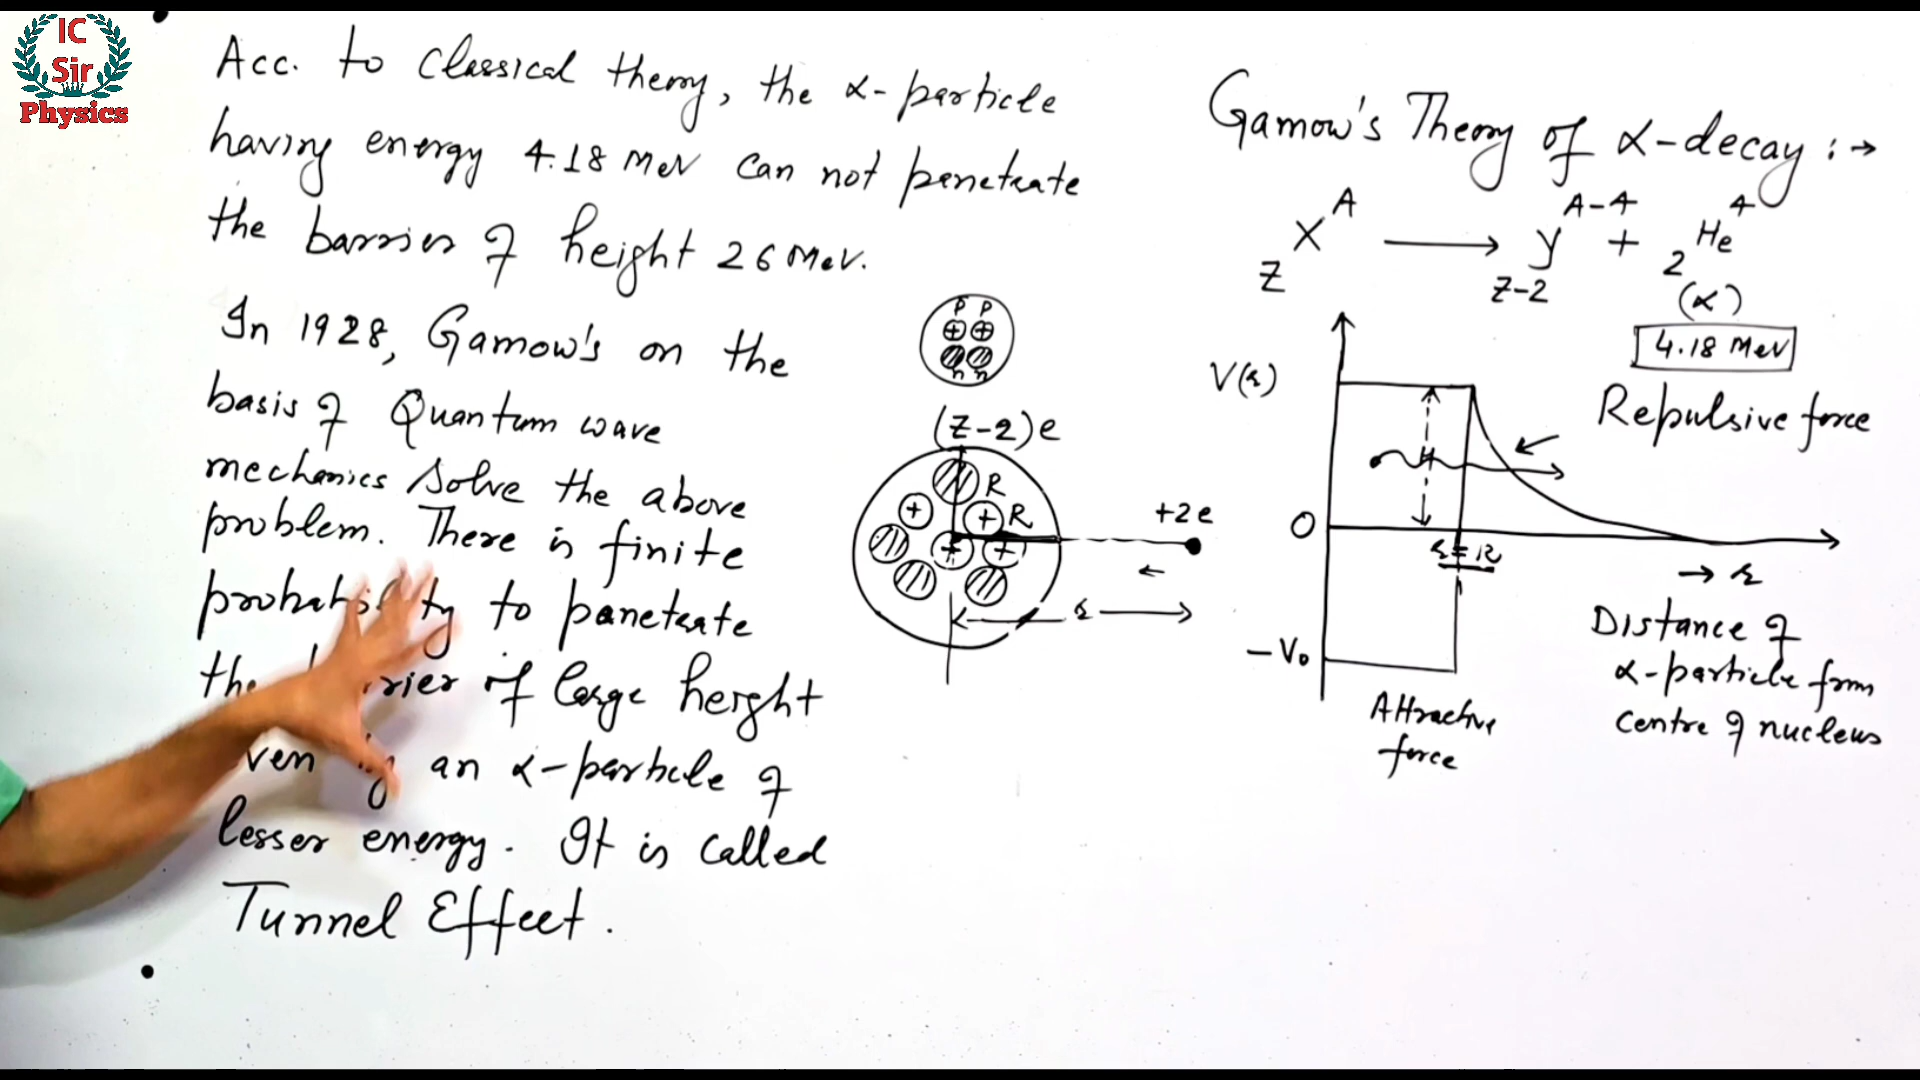 IC
Sir
Physics
Acc. to Classical theory, the α-particle
having energy 4.18 MeV can not penetrate
the barrier of height 26 MeV.
In 1928, Gamow's on the
basis of Quantum wave
mechanics solve the above
problem. There is finite
probability to penetrate
the barrier of large height
even by an α-particle of
lesser energy. It is called
Tunnel Effect.
P P
+ +
n n
(Z-2)e
R
+ + R
+ +
+2e
r
Gamow's Theory of α-decay :→
Z X A → Z-2 Y A-4 + 2 He 4
(α)
4.18 MeV
V(r)
Repulsive force
O
r = R
→ r
-V₀
Attractive
force
Distance of
α-particle from
centre of nucleus